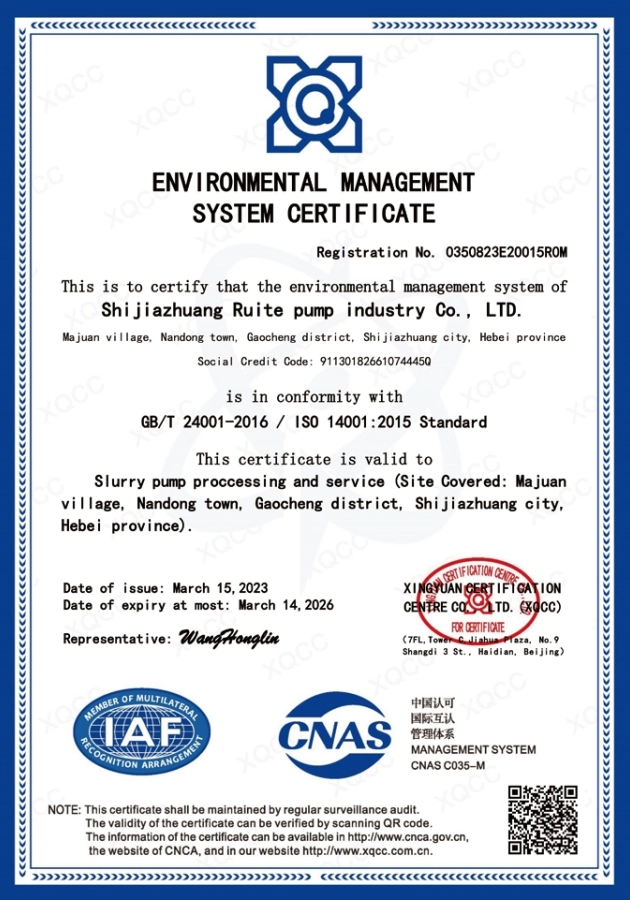 ENVIRONMENTAL MANAGEMENT
SYSTEM CERTIFICATE
Registration No. 0350823E20015ROM
This is to certify that the environmental management system of
Shijiazhuang Ruite pump industry Co., LTD.
Majuan village, Nandong town, Gaocheng district, Shijiazhuang city, Hebei province
Social Credit Code: 91130182661074445Q
is in conformity with
GB/T 24001-2016 / ISO 14001:2015 Standard
This certificate is valid to
Slurry pump proccessing and service (Site Covered: Majuan
village, Nandong town, Gaocheng district, Shijiazhuang city,
Hebei province).
Date of issue: March 15,2023
Date of expiry at most: March 14,2026
Representative: WangHonglin
XINGYUAN CERTIFICATION
CENTRE CO., LTD. (XQCC)
(7FL,Tower C,Jiahua Plaza, No.9
Shangdi 3 St., Haidian, Beijing)
CERTIFICATION CENTRE
FOR CERTIFICATE
MEMBER OF MULTILATERAL
IAF
RECOGNITION ARRANGEMENT
CNAS
中国认可
国际互认
管理体系
MANAGEMENT SYSTEM
CNAS C035-M
NOTE: This certificate shall be maintained by regular surveillance audit.
The validity of the certificate can be verified by scanning QR code.
The information of the certificate can be available in http://www.cnca.gov.cn,
the website of CNCA, and in our website http://www.xqcc.com.cn.
XQCC